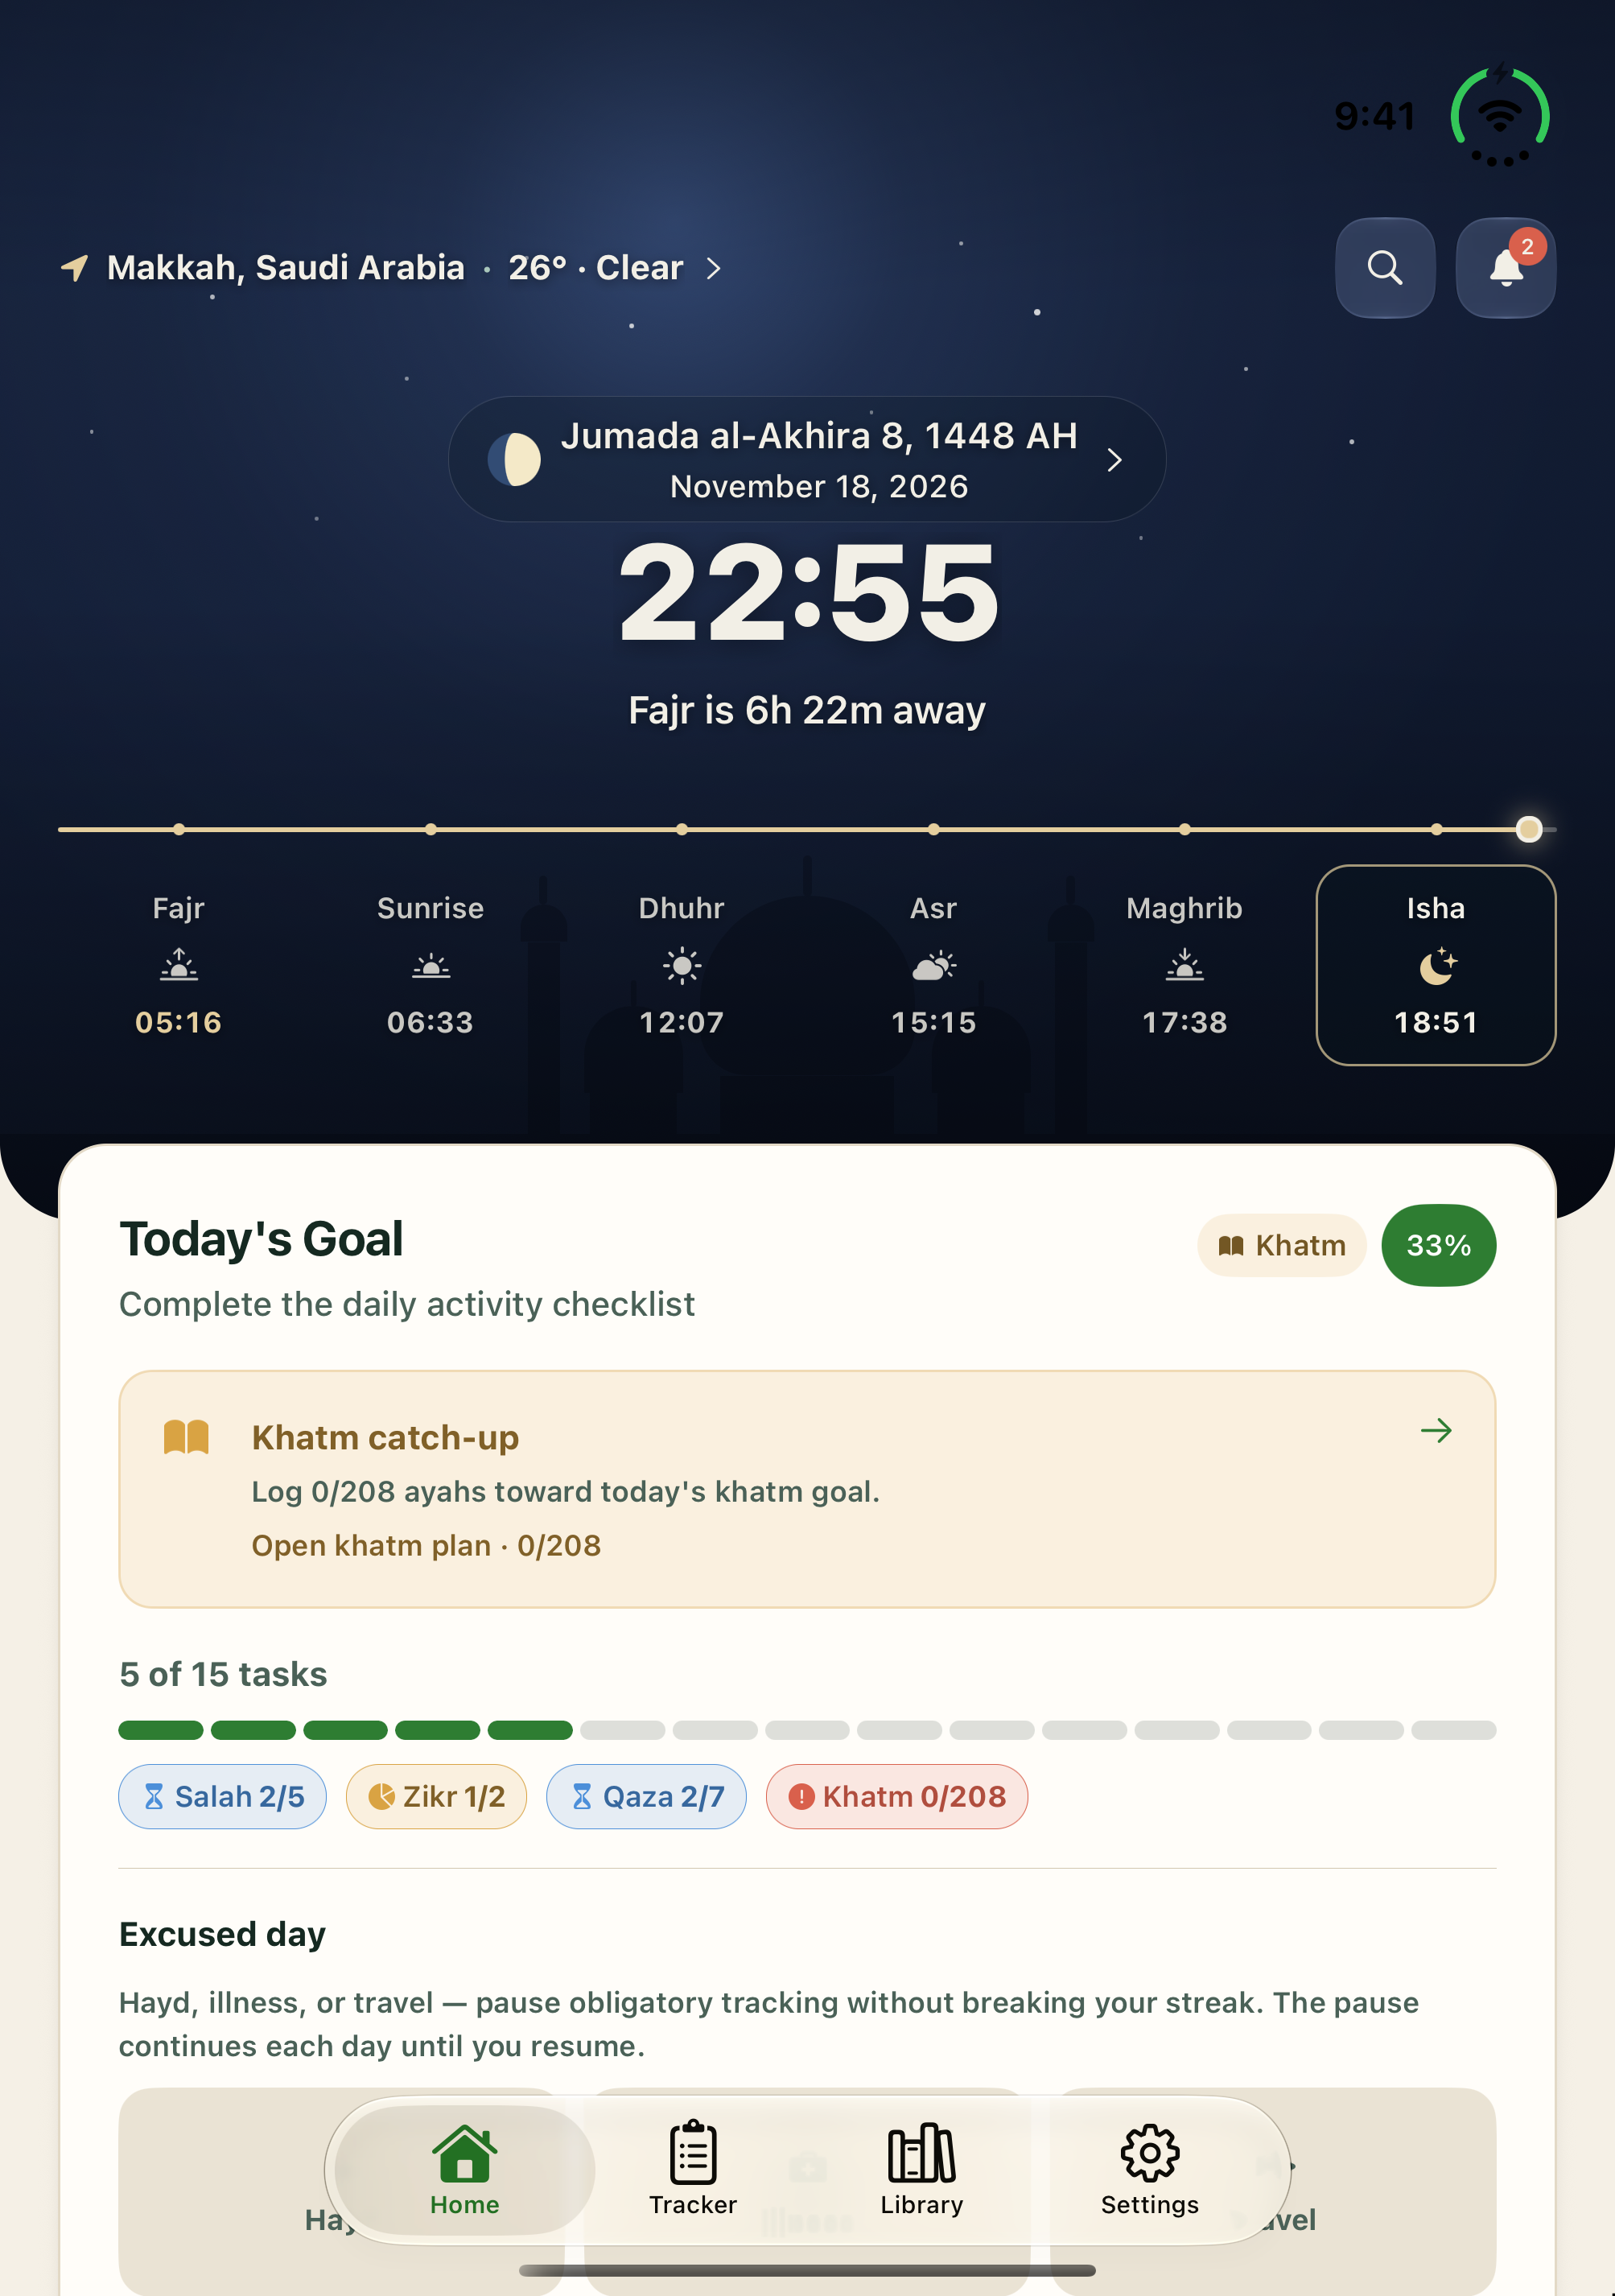 9:41
Makkah, Saudi Arabia · 26° · Clear
2
Jumada al-Akhira 8, 1448 AH
November 18, 2026
22:55
Fajr is 6h 22m away
Fajr Sunrise Dhuhr Asr Maghrib Isha
05:16 06:33 12:07 15:15 17:38 18:51
Today's Goal
Khatm 33%
Complete the daily activity checklist
Khatm catch-up
Log 0/208 ayahs toward today's khatm goal.
Open khatm plan · 0/208
5 of 15 tasks
Salah 2/5 Zikr 1/2 Qaza 2/7 Khatm 0/208
Excused day
Hayd, illness, or travel — pause obligatory tracking without breaking your streak. The pause
continues each day until you resume.
Home Tracker Library Settings